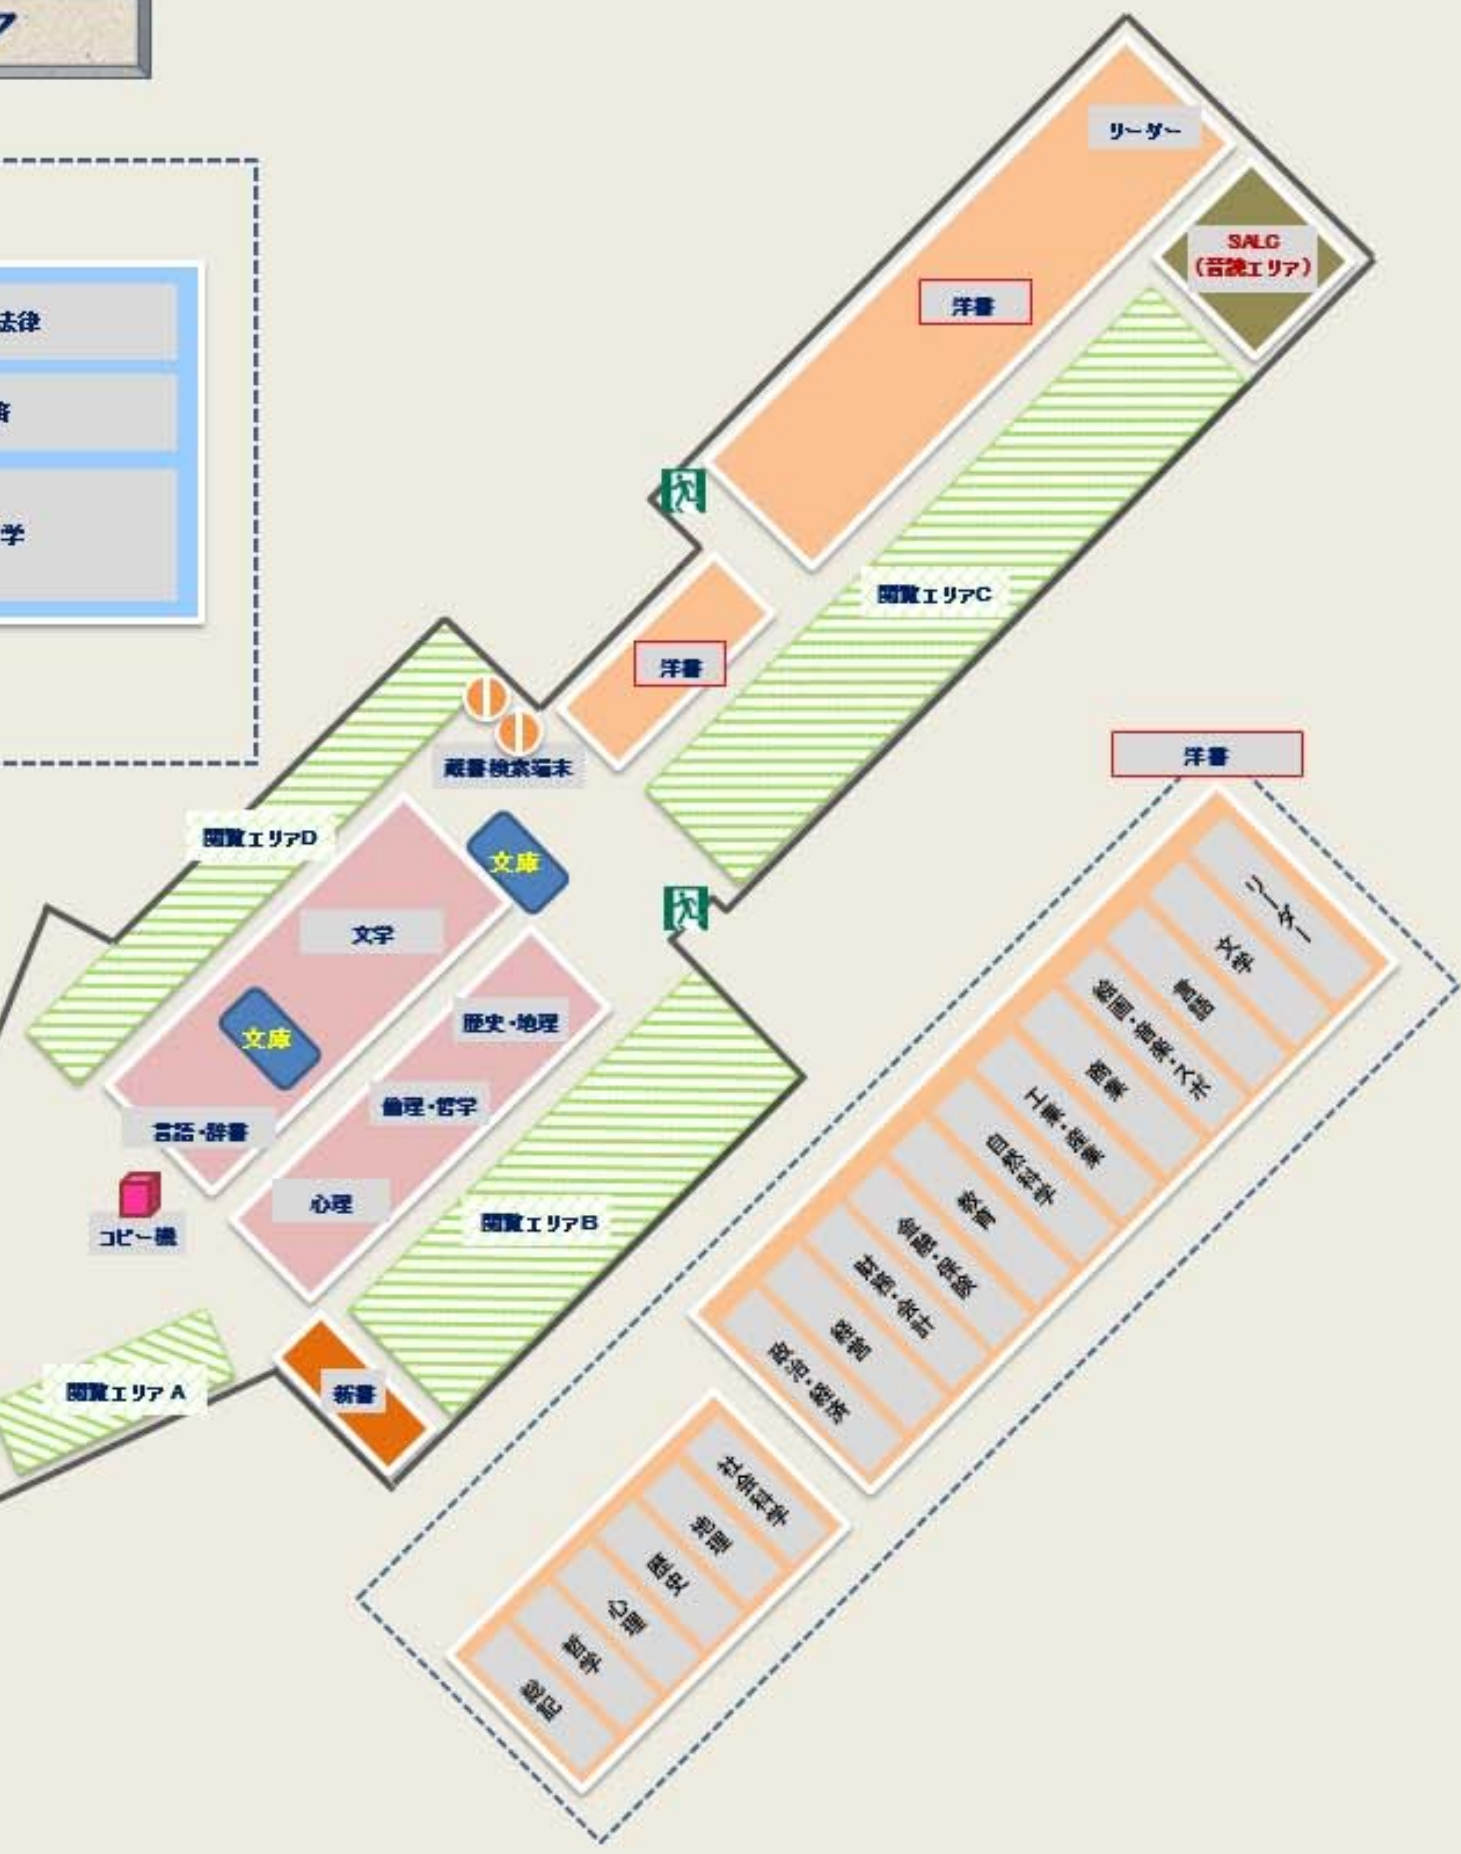 ア
リーダー
SALC
（音読エリア）
洋書
法律
済
学
閲覧エリアC
洋書
蔵書検索端末
洋書
閲覧エリアD
文庫
リーダー
文学
文学
言語
絵画・音楽・スポ
商業
工業・産業
自然科学
教育
金融・保険
財務・会計
経営
政治・経済
歴史・地理
文庫
倫理・哲学
言語・辞書
心理
コピー機
閲覧エリアB
閲覧エリアA
新書
社会科学
地理
歴史
心理
哲学
総記